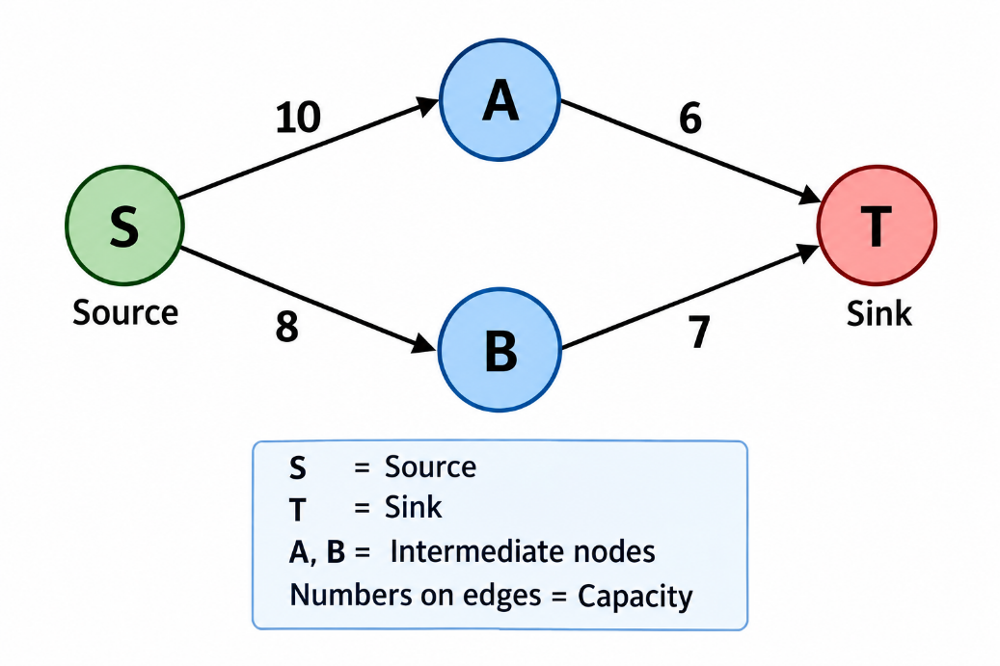 A
10
6
S
T
Source
Sink
8
7
B
S = Source
T = Sink
A, B = Intermediate nodes
Numbers on edges = Capacity